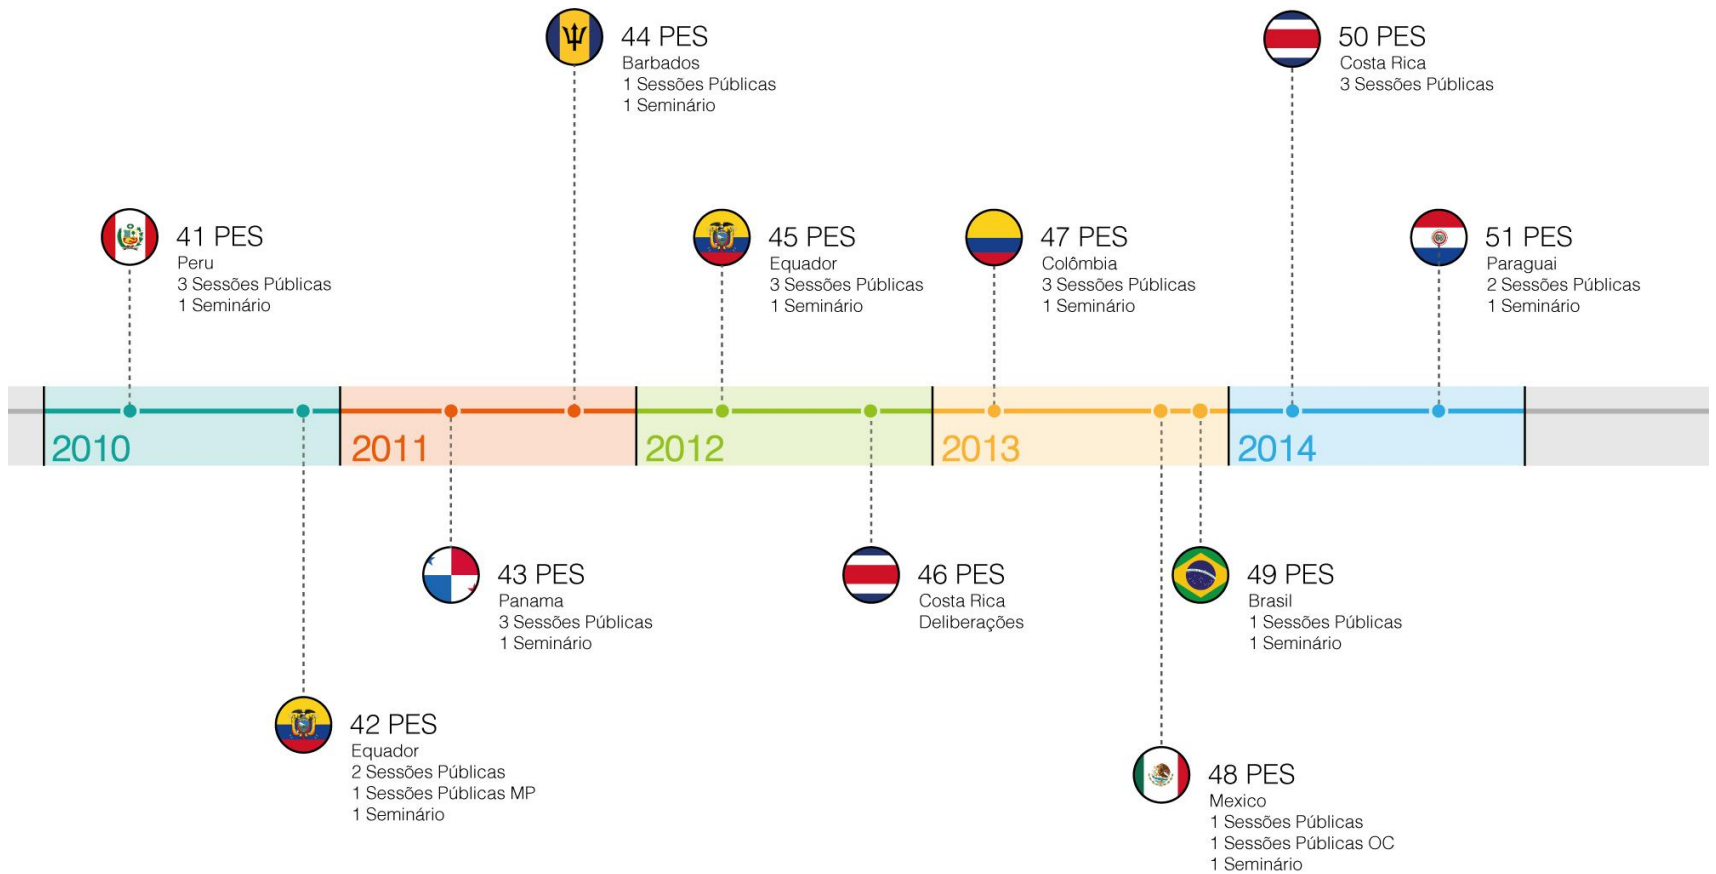 44 PES
Barbados
1 Sessões Públicas
1 Seminário
50 PES
Costa Rica
3 Sessões Públicas
41 PES
Peru
3 Sessões Públicas
1 Seminário
45 PES
Equador
3 Sessões Públicas
1 Seminário
47 PES
Colômbia
3 Sessões Públicas
1 Seminário
51 PES
Paraguai
2 Sessões Públicas
1 Seminário
2010
2011
2012
2013
2014
43 PES
Panama
3 Sessões Públicas
1 Seminário
46 PES
Costa Rica
Deliberações
49 PES
Brasil
1 Sessões Públicas
1 Seminário
42 PES
Equador
2 Sessões Públicas
1 Sessões Públicas MP
1 Seminário
48 PES
Mexico
1 Sessões Públicas
1 Sessões Públicas OC
1 Seminário